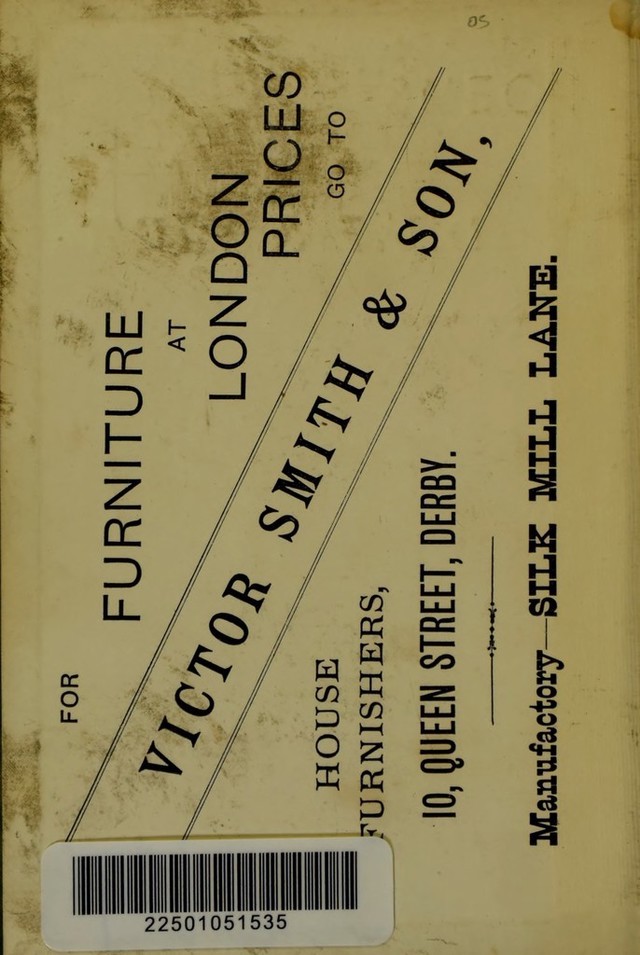 FOR
FURNITURE
AT
LONDON
PRICES
GO TO
VICTOR SMITH & SON,
HOUSE
FURNISHERS,
10, QUEEN STREET, DERBY.
Manufactory—SILK MILL LANE.
22501051535